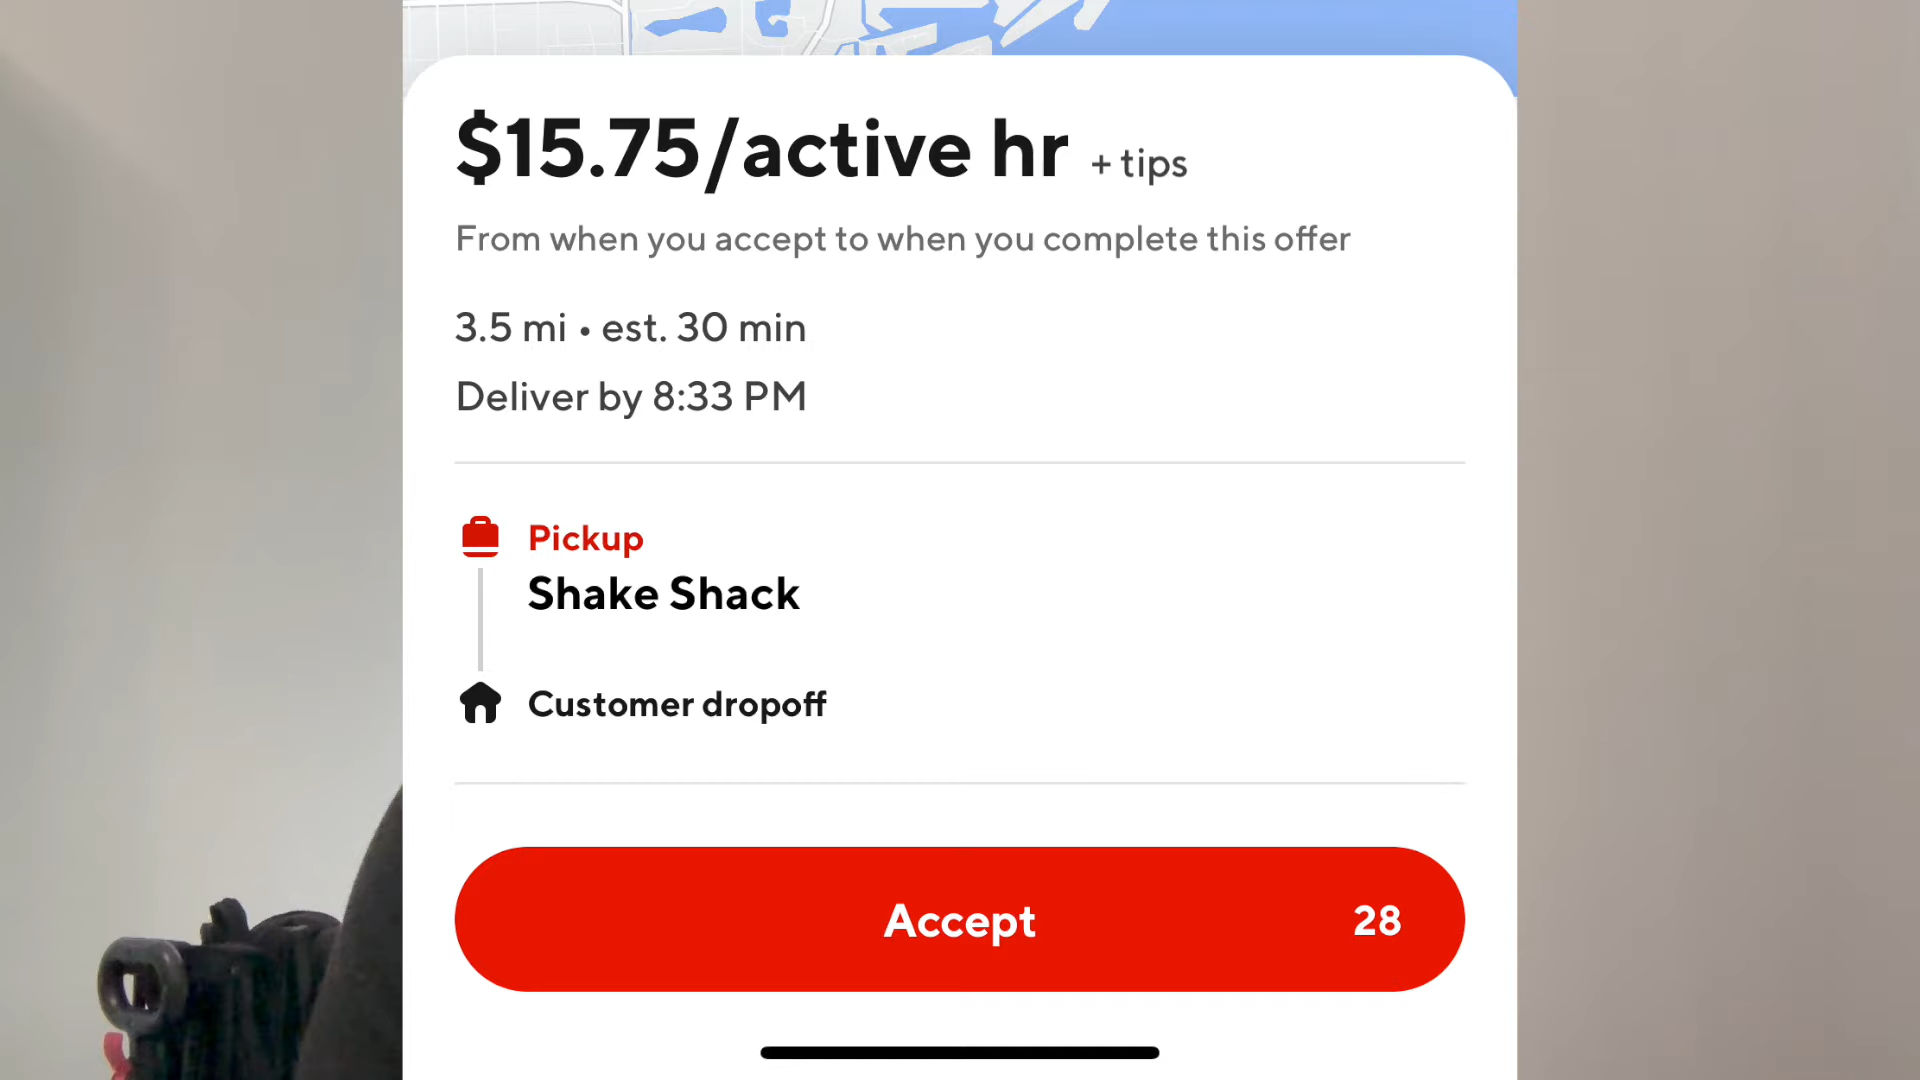 $15.75/active hr + tips
From when you accept to when you complete this offer
3.5 mi • est. 30 min
Deliver by 8:33 PM
Pickup
Shake Shack
Customer dropoff
Accept 28